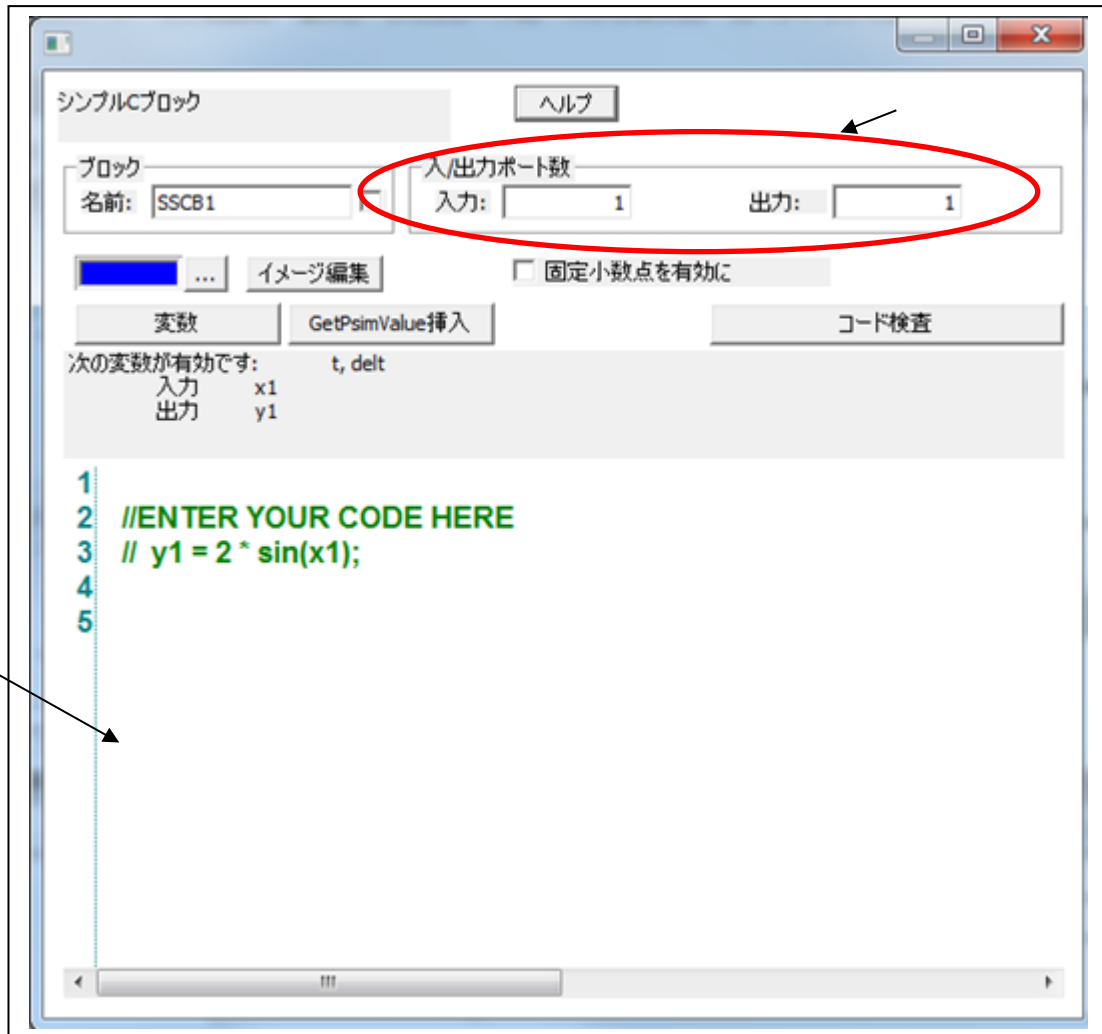 シンプルCブロック ヘルプ
ブロック 入/出力ポート数
名前: SSCB1 入力: 1 出力: 1
... イメージ編集 固定小数点を有効に
変数 GetPsimValue挿入 コード検査
次の変数が有効です: t, delt
入力 x1
出力 y1
1
2 //ENTER YOUR CODE HERE
3 // y1 = 2 * sin(x1);
4
5